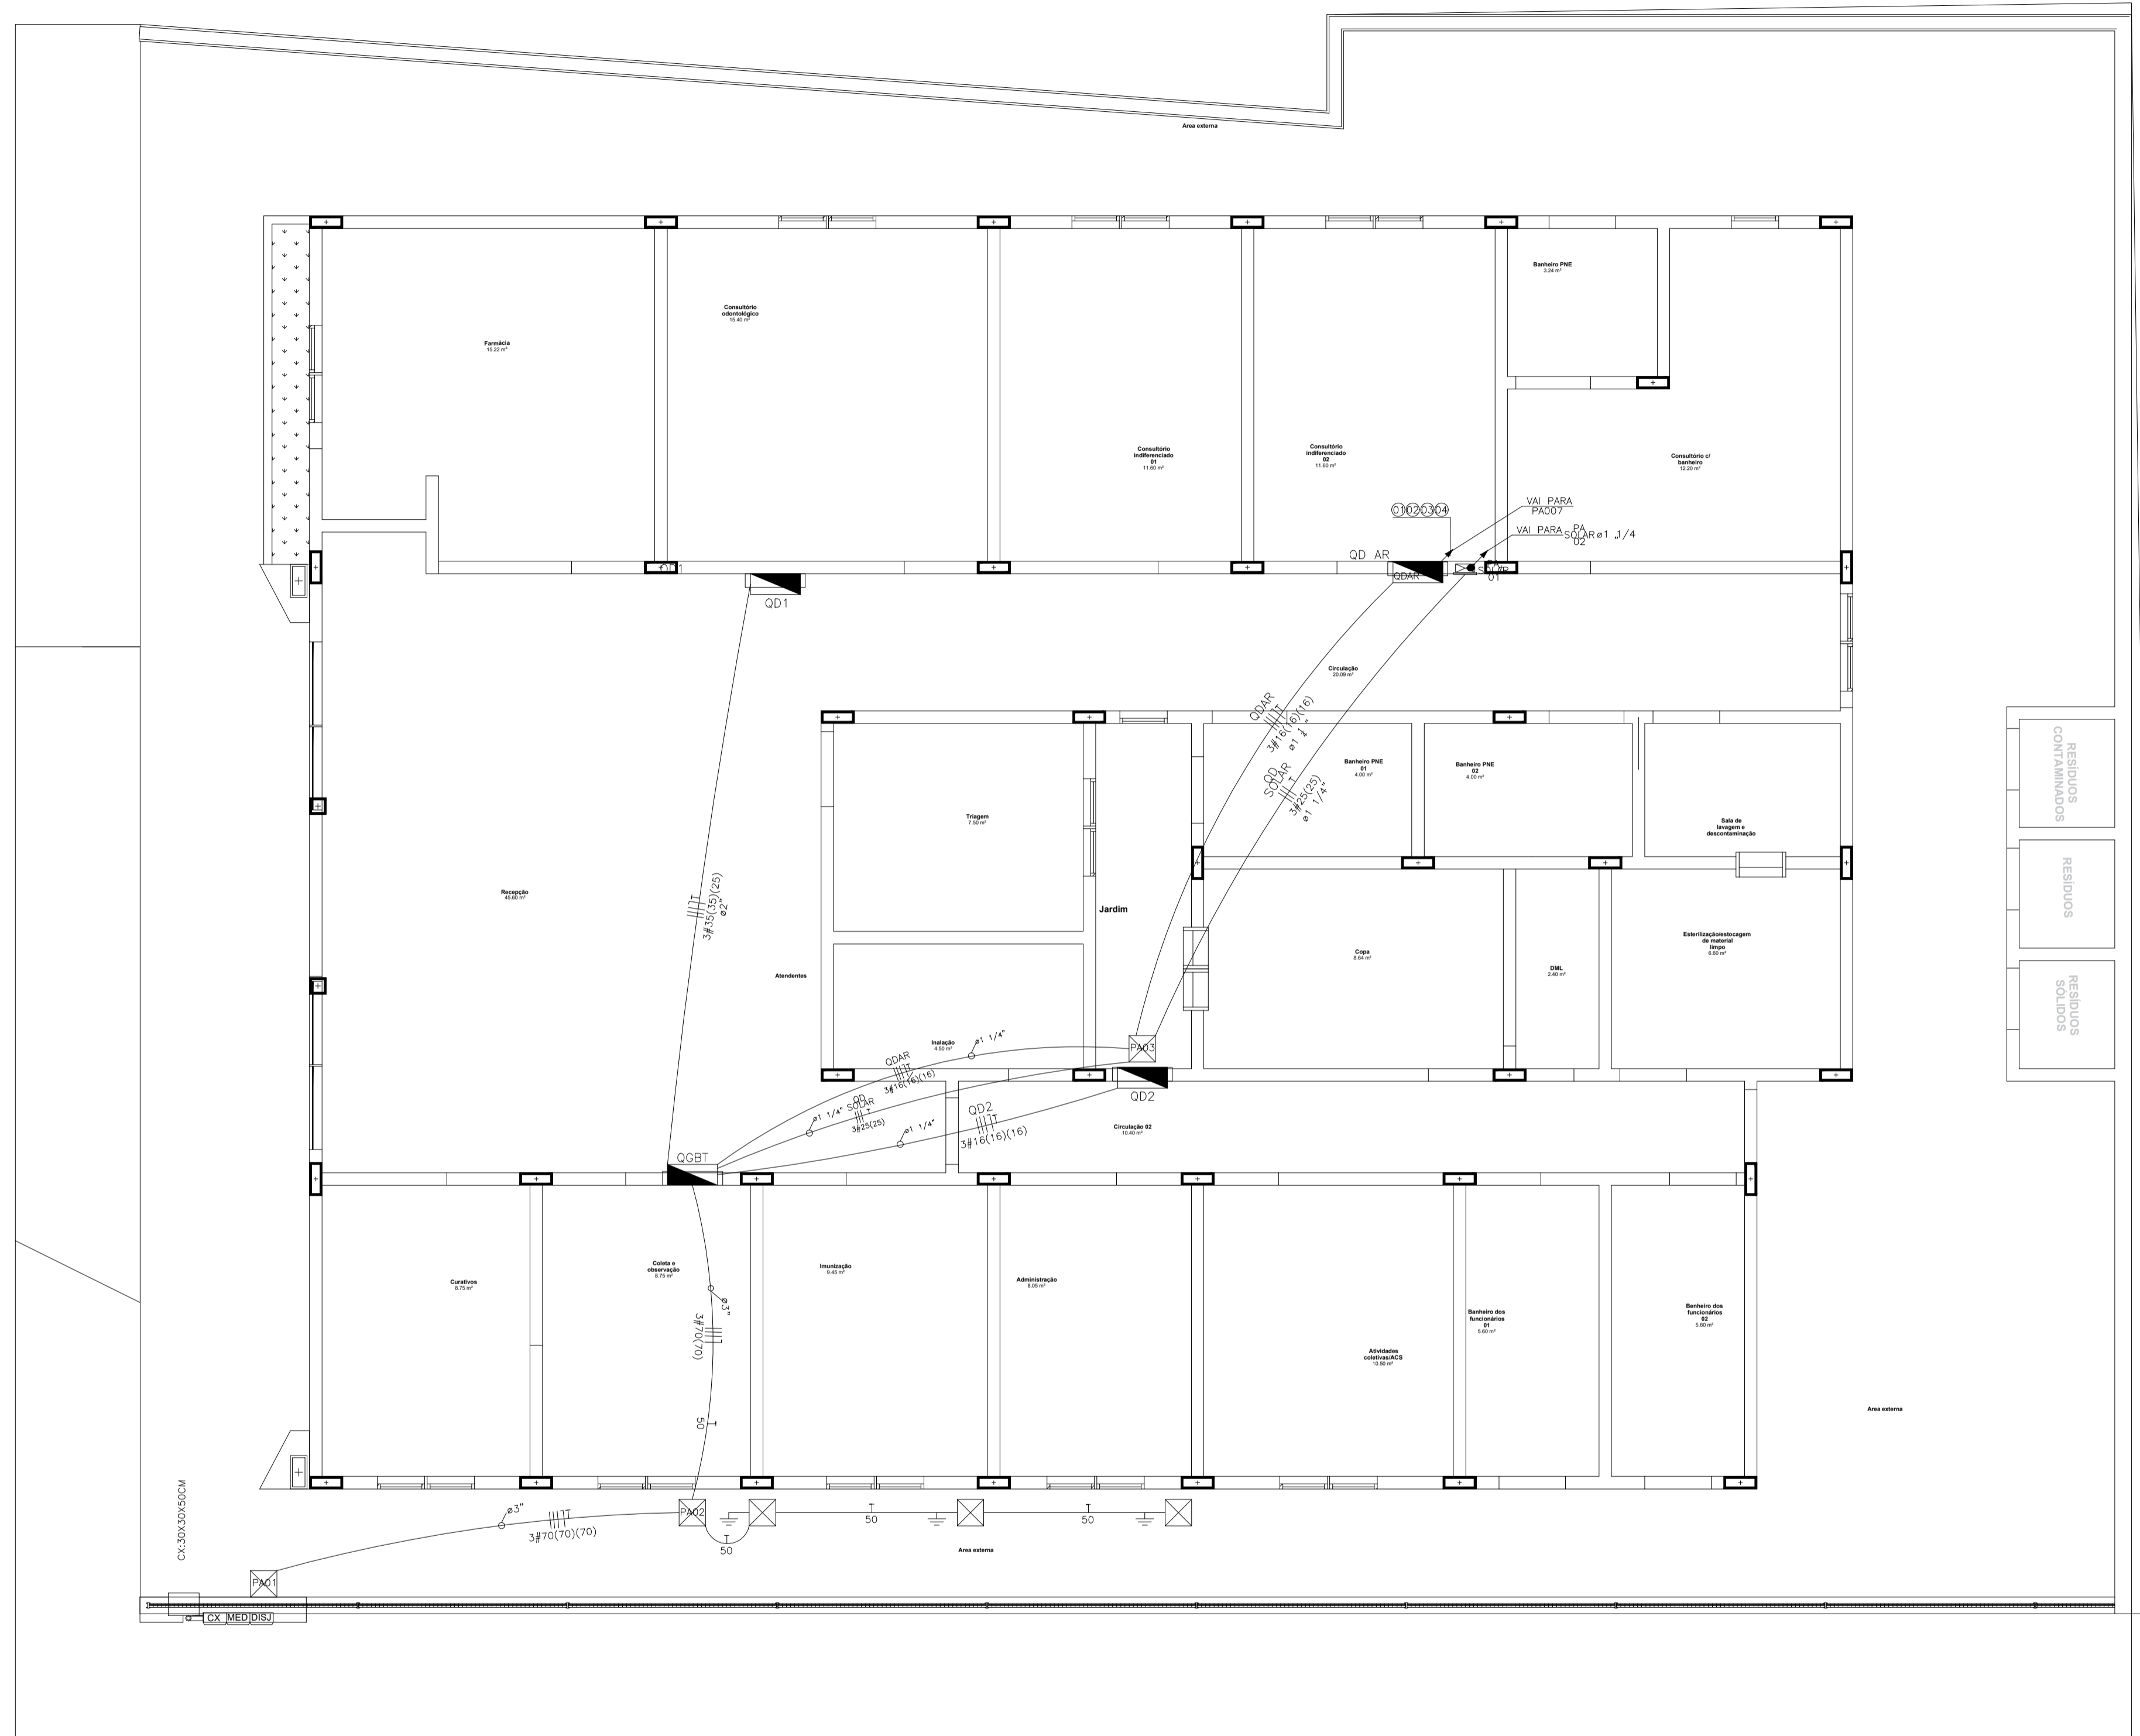 Area externa
Banheiro PNE
3.24 m²
Consultório
odontológico
15.40 m²
Farmácia
15.22 m²
Consultório
indiferenciado
01
11.60 m²
Consultório
indiferenciado
02
11.60 m²
Consultório c/
banheiro
12.20 m²
01 02 03 04
VAI PARA
PA007
VAI PARA
PA
SOLAR
02
ø1 „1/4
QD AR
QDAR
SOLAR
01
QD1
Circulação
20.09 m²
QDAR
T
3#16(16)(16)
ø1 1/4"
QD
SOLAR
T
3#25(25)
ø1 1/4"
Banheiro PNE
01
4.00 m²
Banheiro PNE
02
4.00 m²
RESÍDUOS
CONTAMINADOS
Triagem
7.50 m²
Sala de
lavagem e
descontaminação
RESÍDUOS
Recepção
45.60 m²
T
3#35(35)(25)
ø2"
Jardim
Esterilização/estocagem
de material
limpo
6.60 m²
Copa
8.64 m²
DML
2.40 m²
Atendentes
RESÍDUOS
SÓLIDOS
Inalação
4.50 m²
ø1 1/4"
PA03
QDAR
T
3#16(16)(16)
QD2
QD
SOLAR
ø1 1/4"
T
3#25(25)
ø1 1/4"
QD2
T
3#16(16)(16)
Circulação 02
10.40 m²
QGBT
Curativos
8.75 m²
Coleta e
observação
8.75 m²
Imunização
9.45 m²
Administração
8.05 m²
ø3"
3#70(70)
T
50
Banheiro dos
funcionários
01
5.60 m²
Benheiro dos
funcionários
02
5.60 m²
Atividades
coletivas/ACS
10.50 m²
Area externa
CX:30X30X50CM
ø3"
T
3#70(70)(70)
PA02
T
50
T
50
T
50
Area externa
PA01
CX MED DISJ